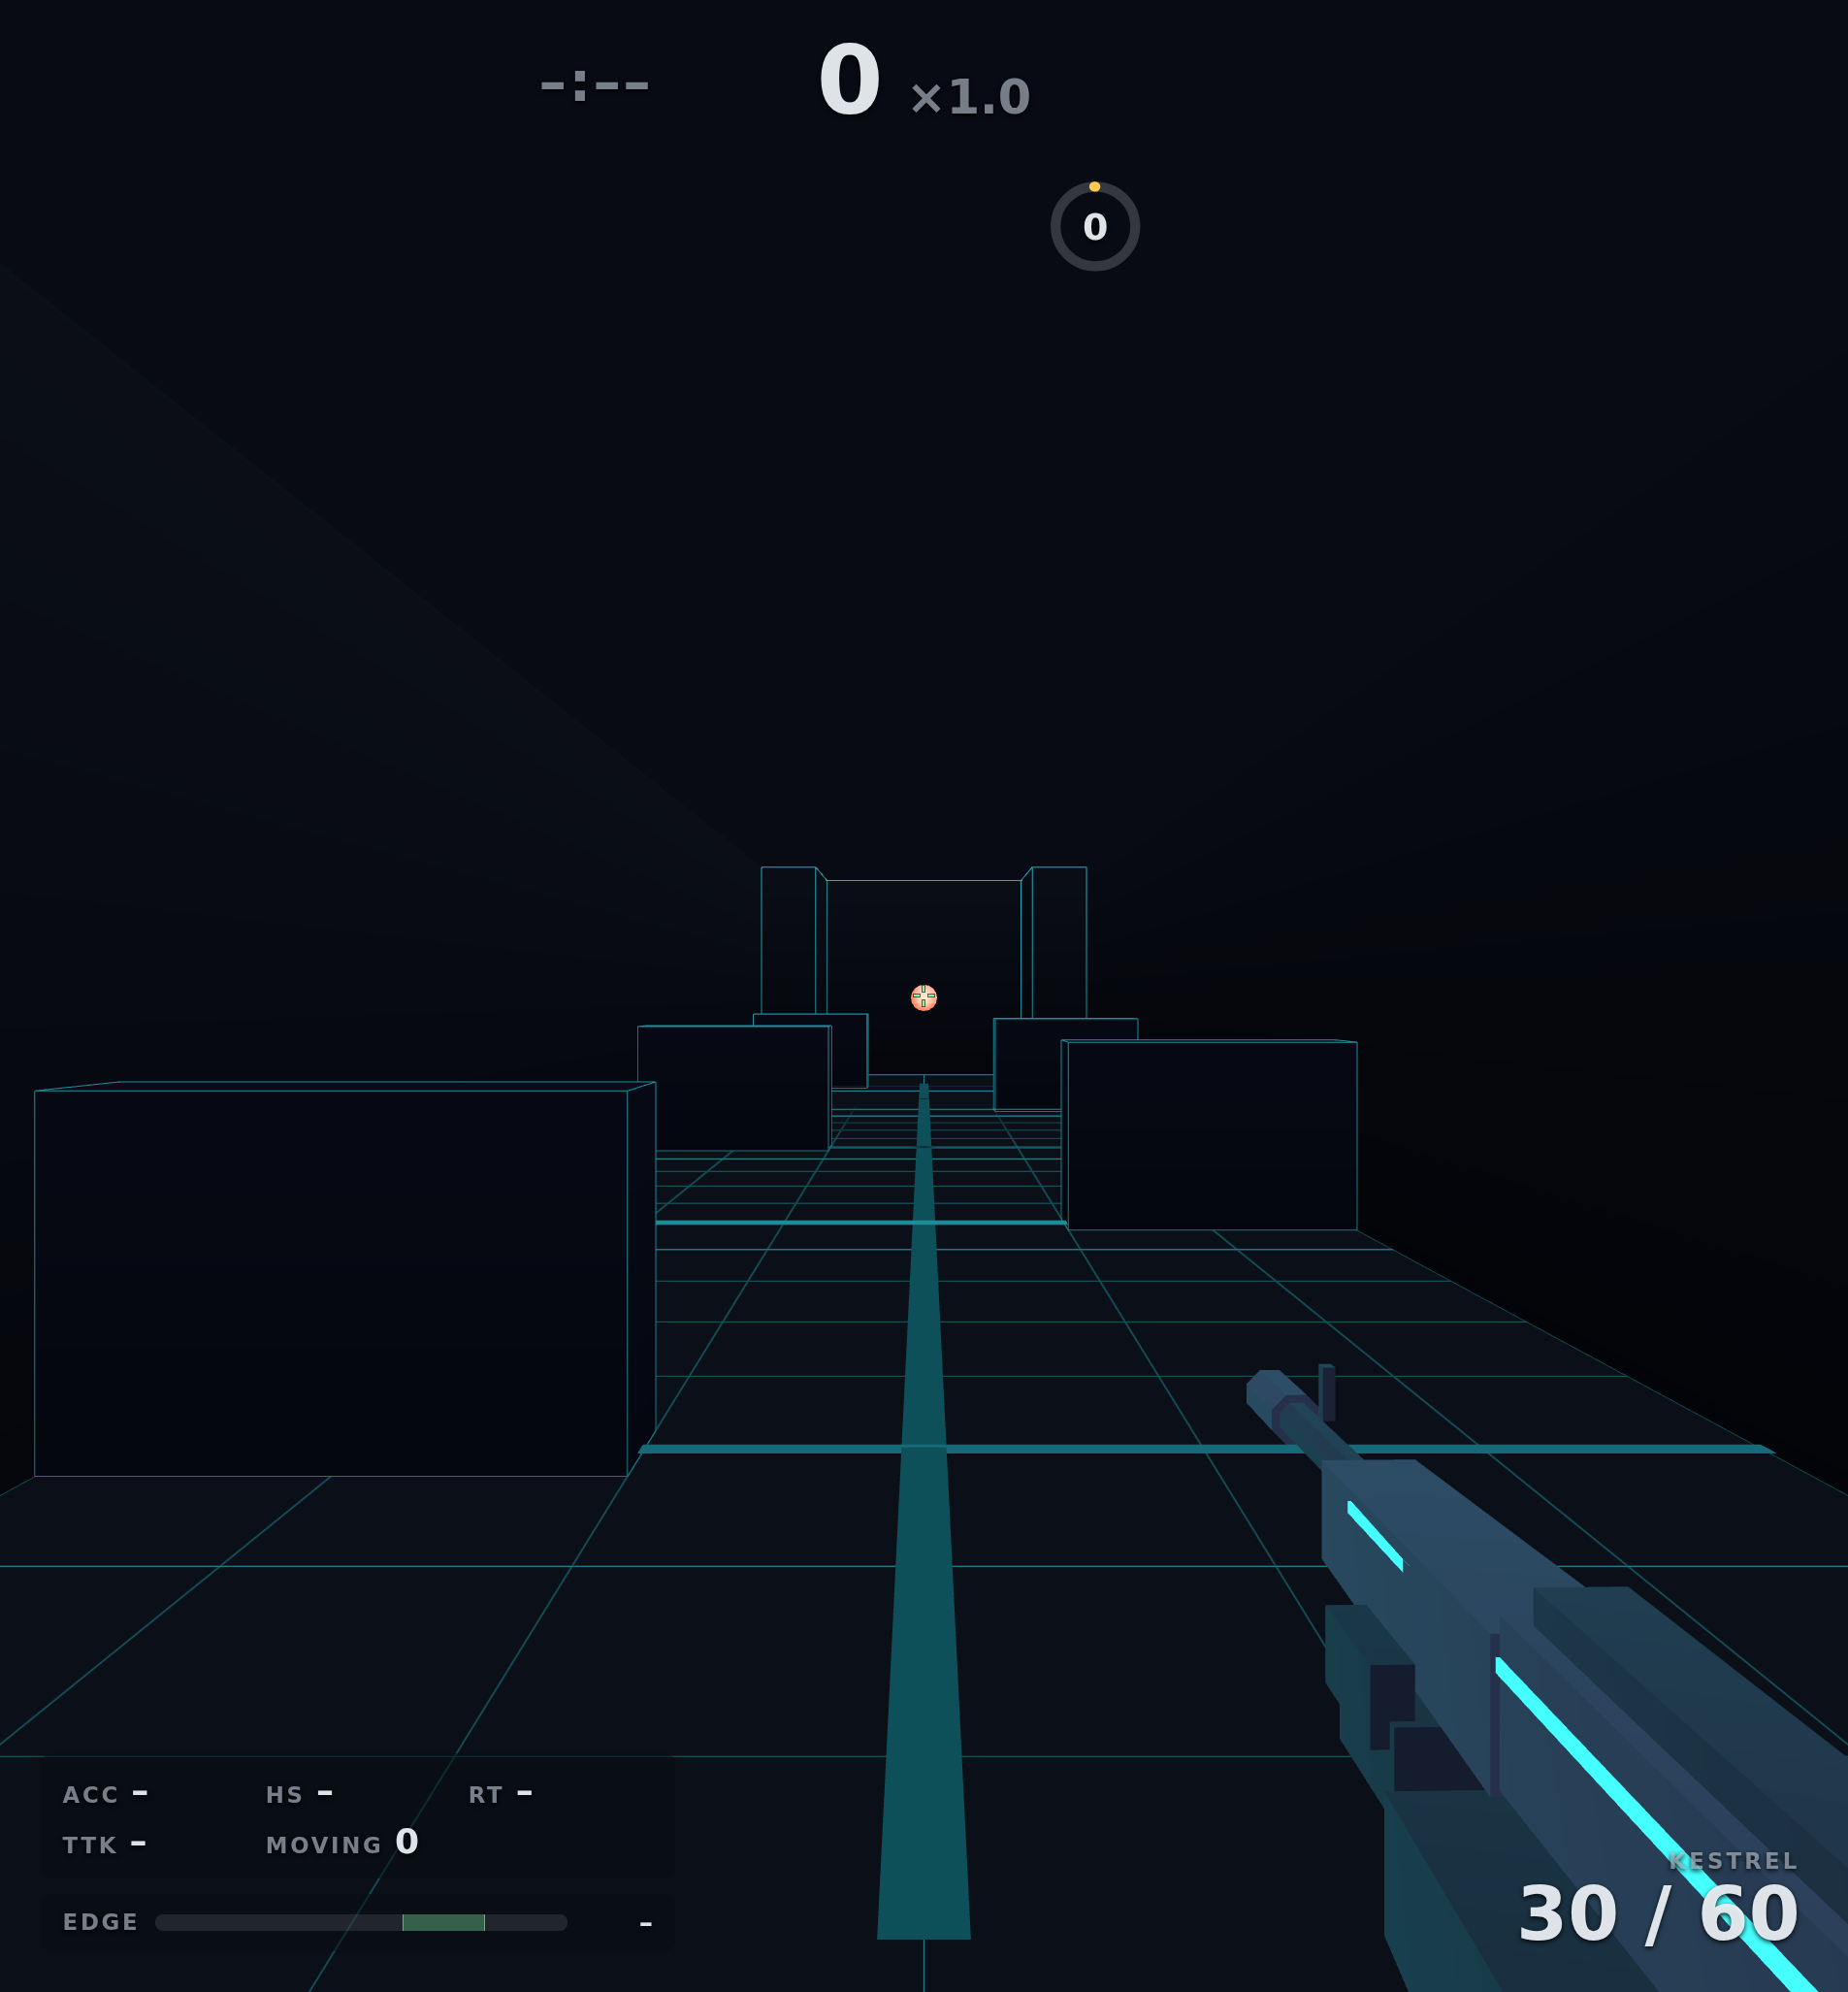 –:––
0 ×1.0
0
ACC –
HS –
RT –
TTK –
MOVING 0
EDGE –
KESTREL
30 / 60